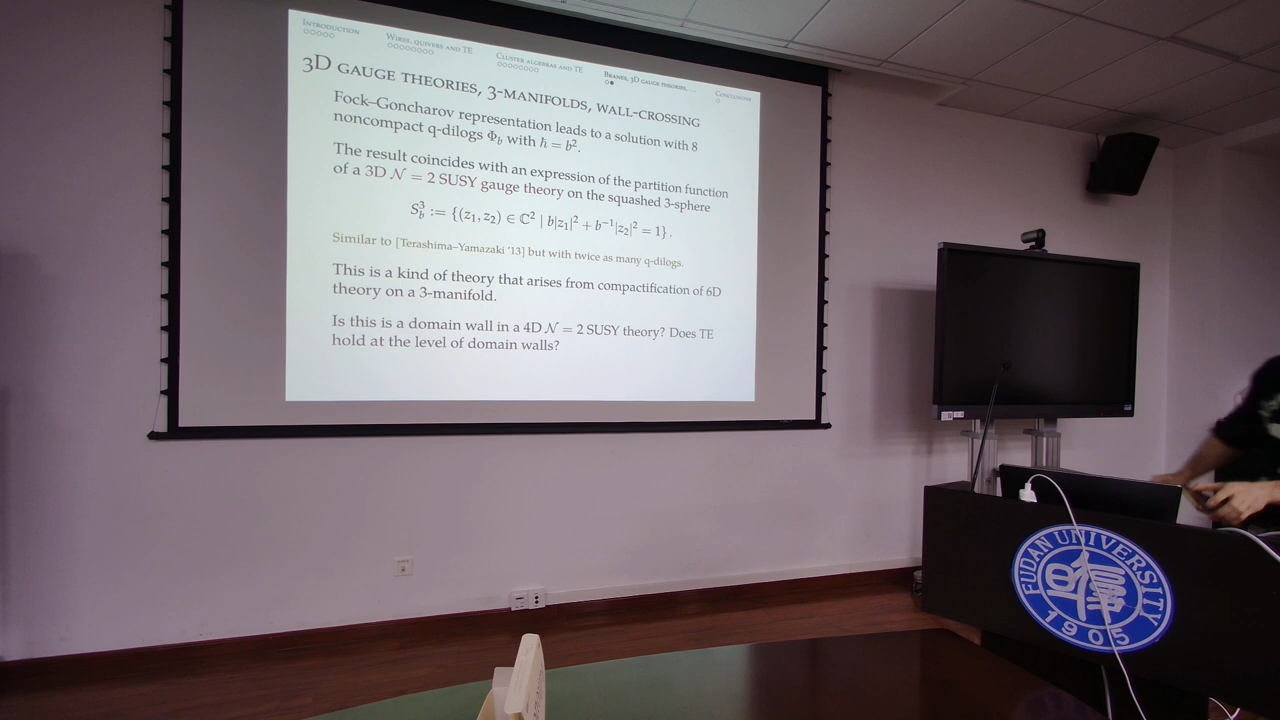 INTRODUCTION
WIRES, QUIVERS AND TE
CLUSTER ALGEBRAS AND TE
BRANES, 3D GAUGE THEORIES, ...
CONCLUSIONS
3D GAUGE THEORIES, 3-MANIFOLDS, WALL-CROSSING
Fock–Goncharov representation leads to a solution with 8
noncompact q-dilogs Φ_b with ħ = b².
The result coincides with an expression of the partition function
of a 3D 𝒩 = 2 SUSY gauge theory on the squashed 3-sphere
S³_b := {(z₁, z₂) ∈ ℂ² | b|z₁|² + b⁻¹|z₂|² = 1}.
Similar to [Terashima–Yamazaki '13] but with twice as many q-dilogs.
This is a kind of theory that arises from compactification of 6D
theory on a 3-manifold.
Is this is a domain wall in a 4D 𝒩 = 2 SUSY theory? Does TE
hold at the level of domain walls?
FUDAN UNIVERSITY
1905